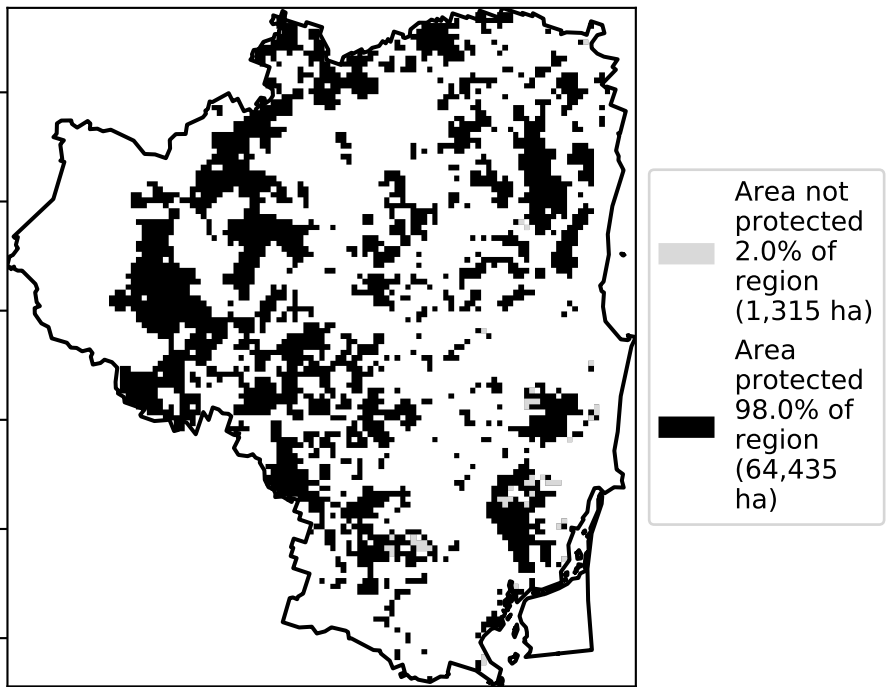 Area not
protected
2.0% of
region
(1,315 ha)
Area
protected
98.0% of
region
(64,435
ha)